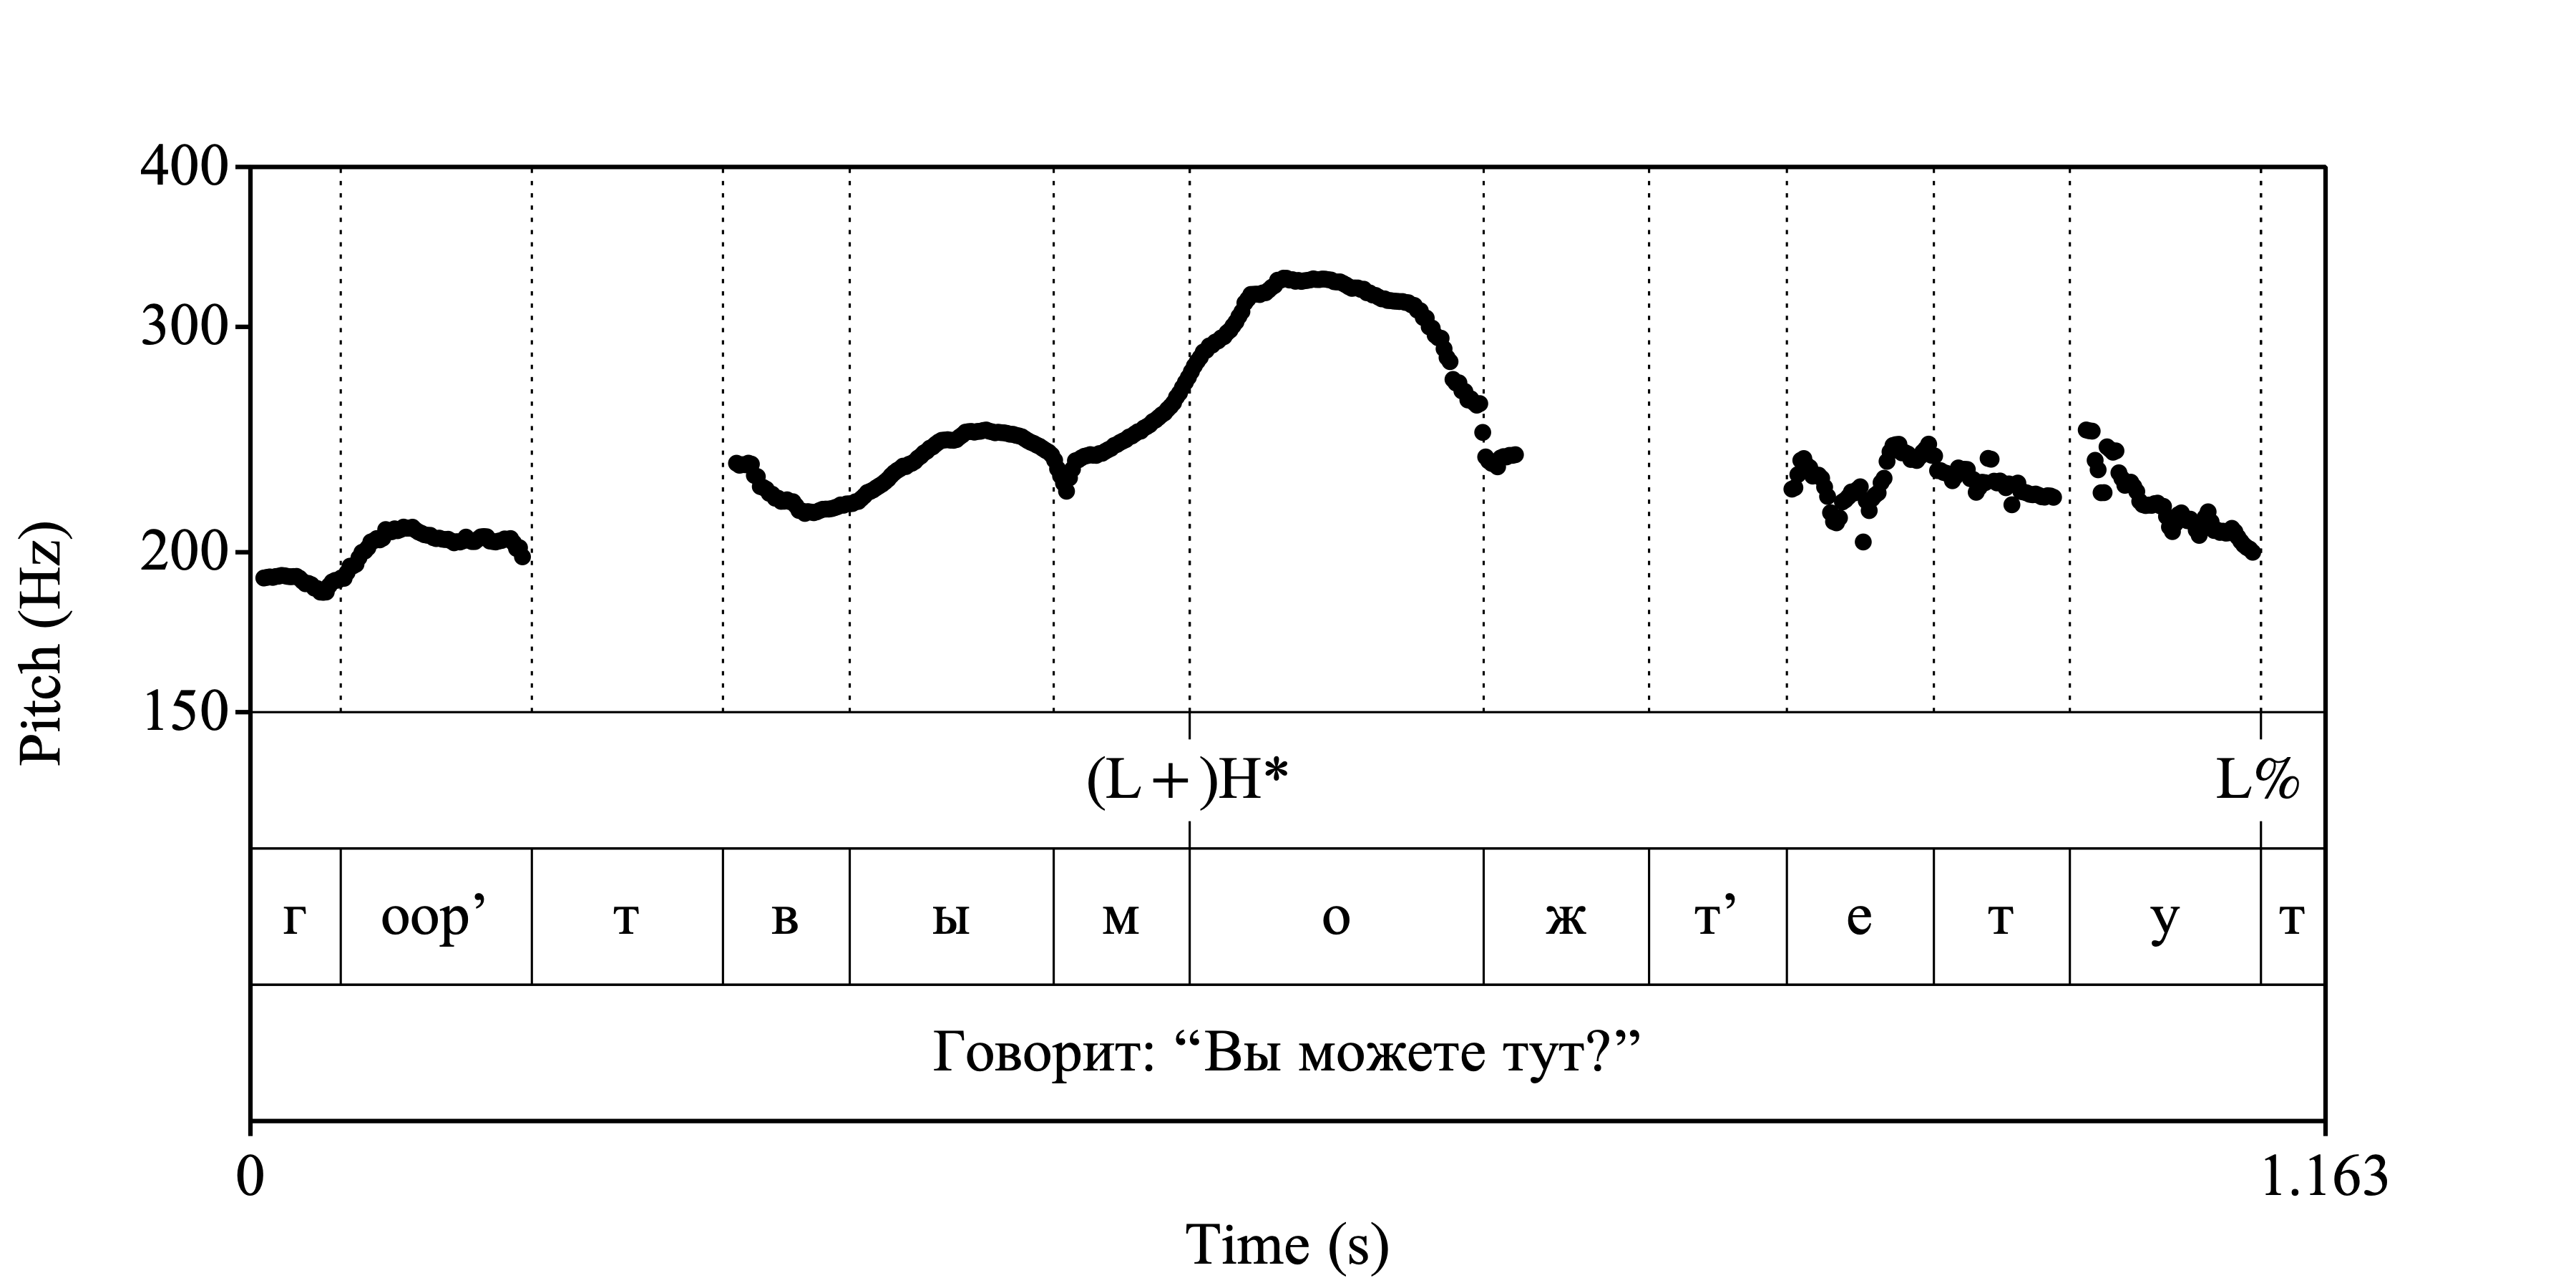 400
300
200
150
Pitch (Hz)
(L+)H* L%
г оор’ т в ы м о ж т’ е т у т
Говорит: “Вы можете тут?”
0 1.163
Time (s)